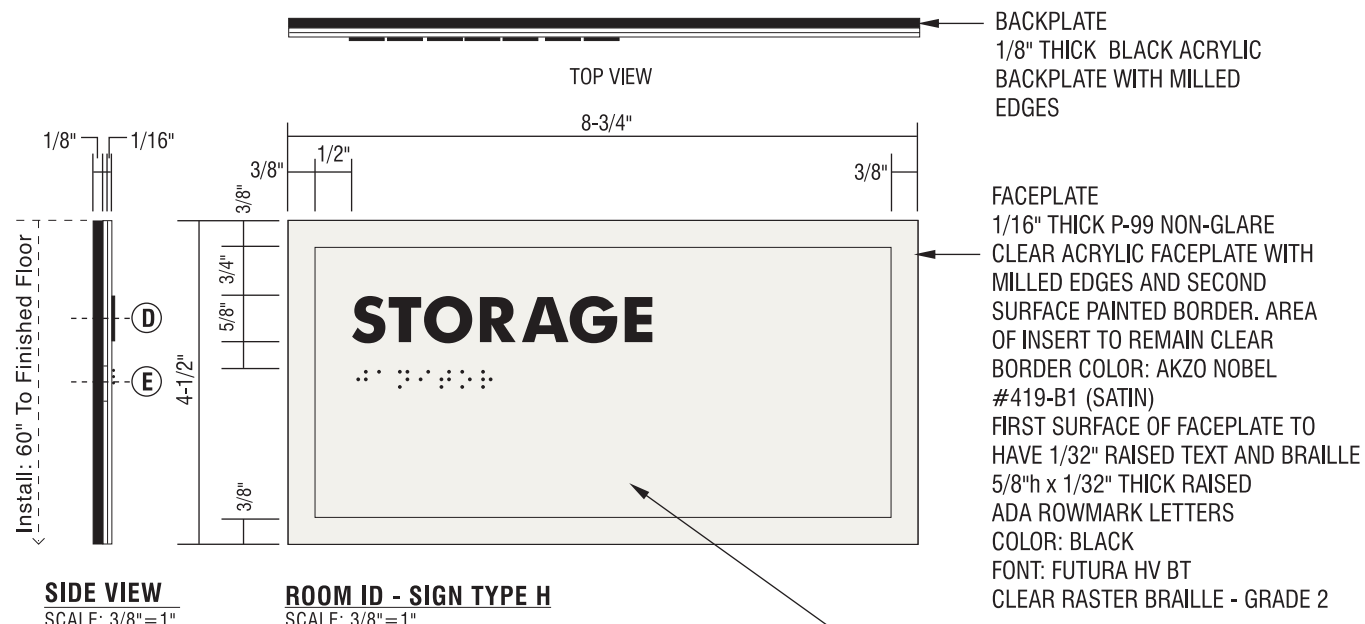 BACKPLATE
1/8" THICK BLACK ACRYLIC
BACKPLATE WITH MILLED
EDGES
TOP VIEW
8-3/4"
1/8"
1/16"
3/8"
1/2"
3/8"
3/8"
3/4"
5/8"
4-1/2"
3/8"
Install: 60" To Finished Floor
D
E
STORAGE
FACEPLATE
1/16" THICK P-99 NON-GLARE
CLEAR ACRYLIC FACEPLATE WITH
MILLED EDGES AND SECOND
SURFACE PAINTED BORDER. AREA
OF INSERT TO REMAIN CLEAR
BORDER COLOR: AKZO NOBEL
#419-B1 (SATIN)
FIRST SURFACE OF FACEPLATE TO
HAVE 1/32" RAISED TEXT AND BRAILLE
5/8"h x 1/32" THICK RAISED
ADA ROWMARK LETTERS
COLOR: BLACK
FONT: FUTURA HV BT
CLEAR RASTER BRAILLE - GRADE 2
SIDE VIEW
SCALE: 3/8"=1"
ROOM ID - SIGN TYPE H
SCALE: 3/8"=1"